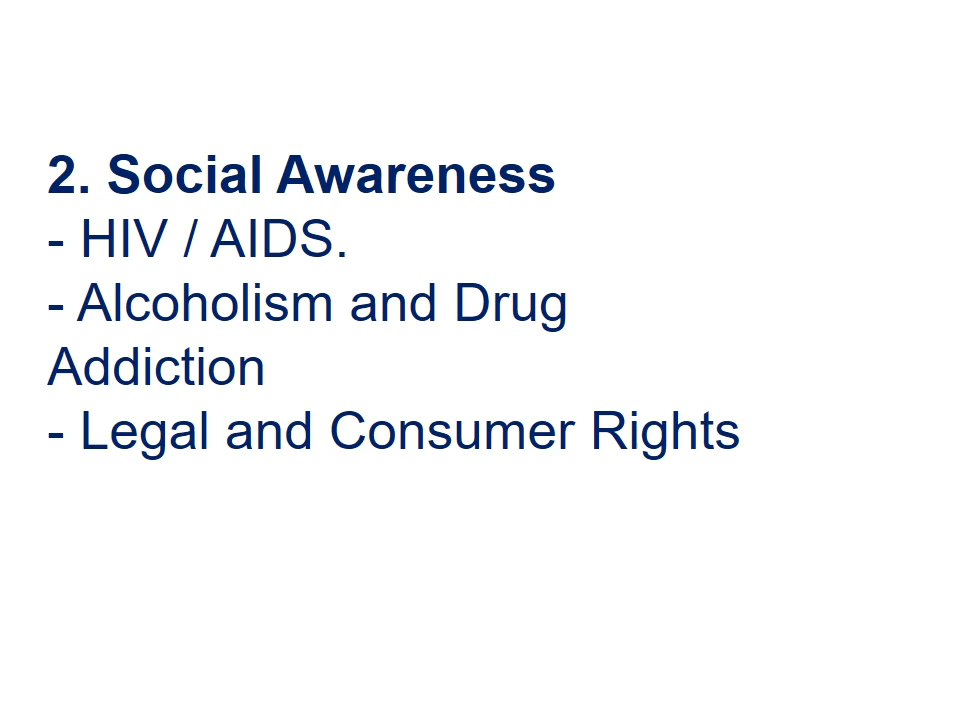 2. Social Awareness
- HIV / AIDS.
- Alcoholism and Drug
Addiction
- Legal and Consumer Rights